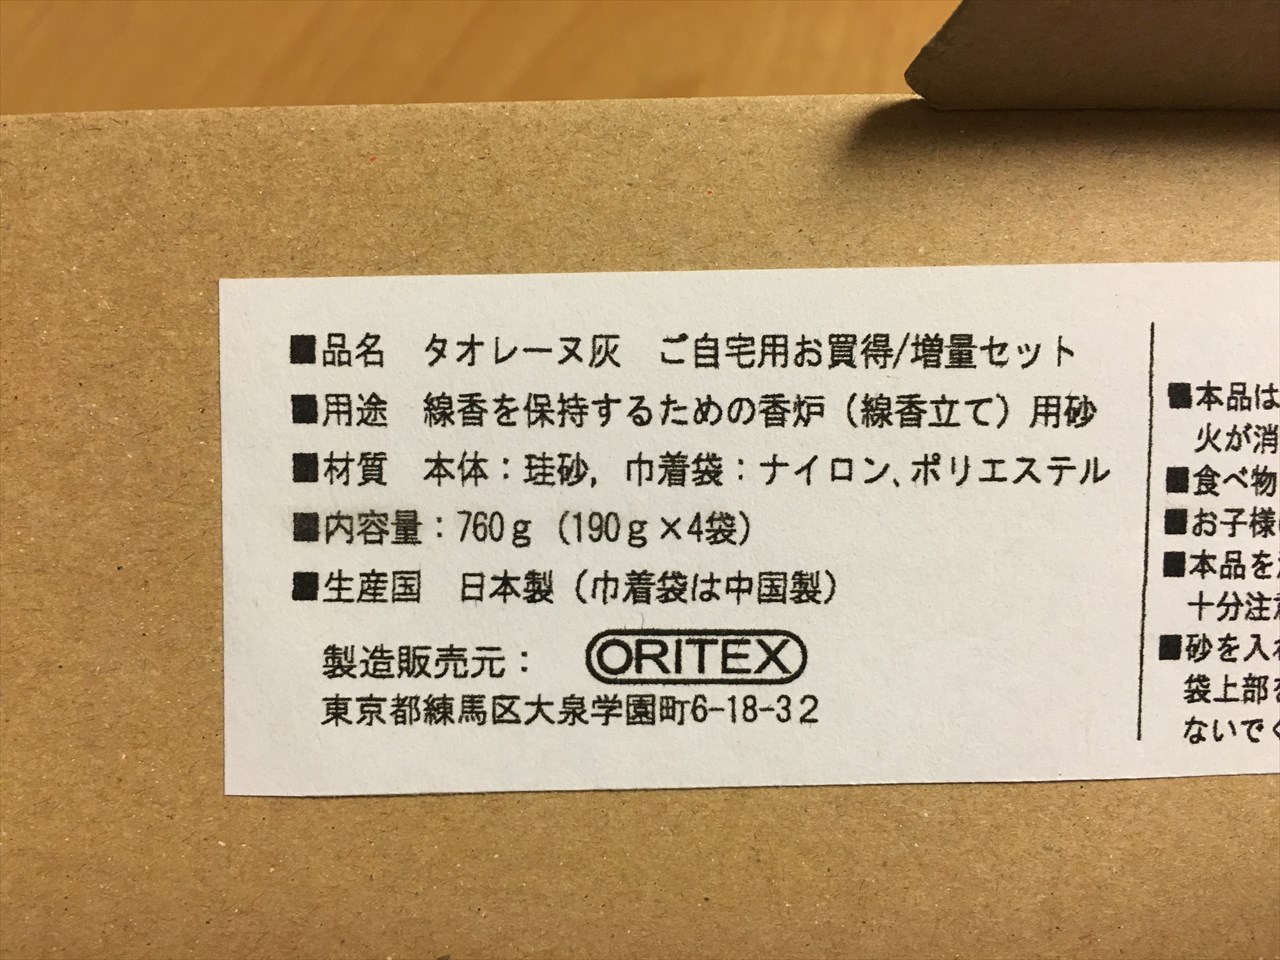 ■品名　タオレーヌ灰　ご自宅用お買得/増量セット
■用途　線香を保持するための香炉（線香立て）用砂
■材質　本体：珪砂，巾着袋：ナイロン、ポリエステル
■内容量：760ｇ（190ｇ×4袋）
■生産国　日本製（巾着袋は中国製）
製造販売元：　ORITEX
東京都練馬区大泉学園町6-18-32
■本品は
火が消
■食べ物
■お子様
■本品を
十分注意
■砂を入れ
袋上部を
ないでく